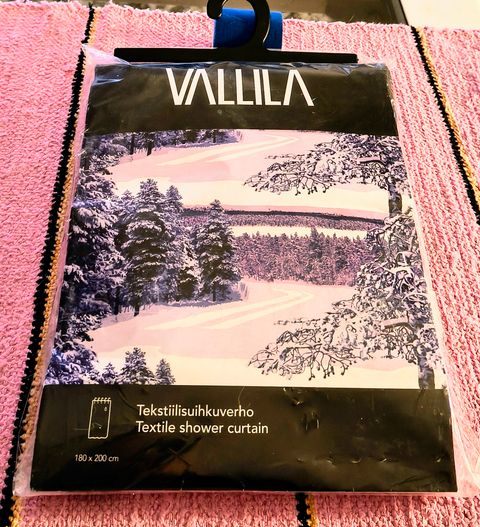 VALLILA
Tekstiilisuihkuverho
Textile shower curtain
180 x 200 cm